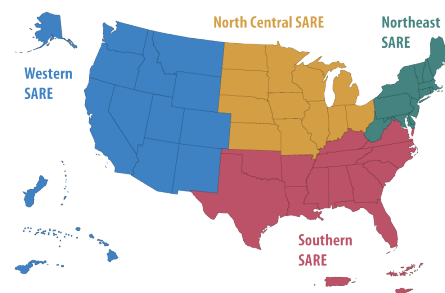 North Central SARE
Northeast
SARE
Western
SARE
Southern
SARE